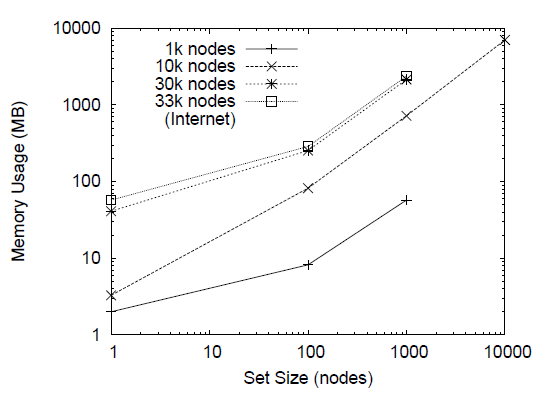 10000
1000
100
10
1
Memory Usage (MB)
1k nodes
10k nodes
30k nodes
33k nodes
(Internet)
1 10 100 1000 10000
Set Size (nodes)